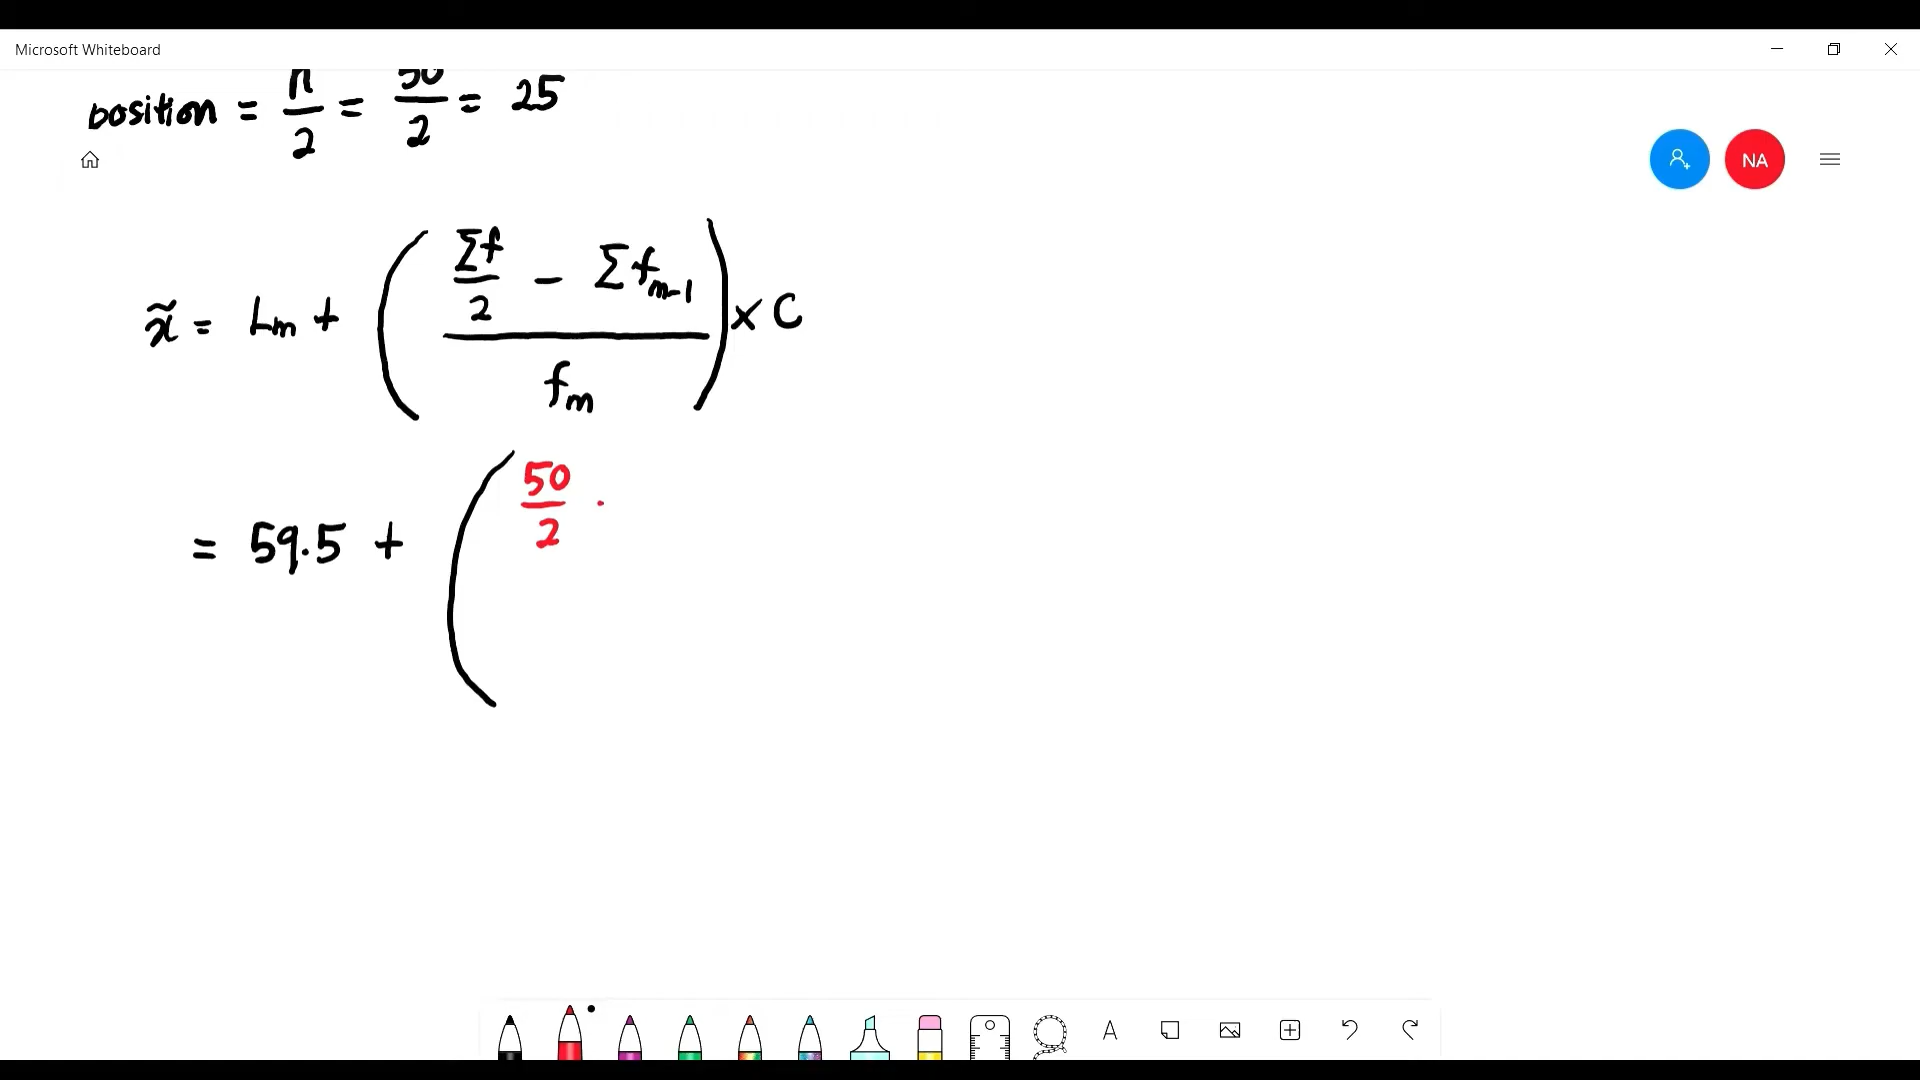 Microsoft Whiteboard
position = n/2 = 50/2 = 25
NA
x̃ = Lm + ( (Σf/2 − Σfm-1) / fm ) × C
= 59.5 + ( 50/2 ·
A